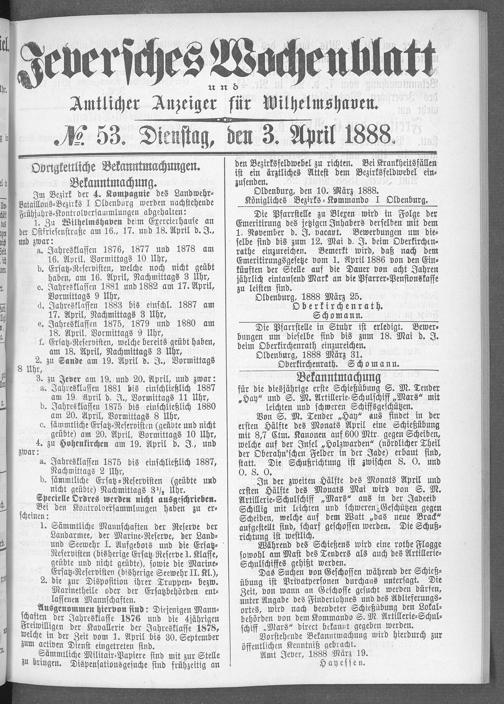 Jeversches Wochenblatt
und
Amtlicher Anzeiger für Wilhelmshaven.
No. 53. Dienstag, den 3. April 1888.
Obrigkeitliche Bekanntmachungen.
Bekanntmachung.
Im Bezirk der 4. Kompagnie des Landwehr-
Bataillons-Bezirks I Oldenburg werden nachstehende
Frühjahrs-Kontrolversammlungen abgehalten:
1. Zu Wilhelmshaven beim Exercierhause an
der Ostfriesenstraße am 16., 17. und 18. April d. J.,
und zwar:
a. Jahresklassen 1876, 1877 und 1878 am
16. April, Vormittags 10 Uhr,
b. Ersatz-Reservisten, welche noch nicht geübt
haben, am 16. April, Nachmittags 3 Uhr,
c. Jahresklassen 1881 und 1882 am 17. April,
Vormittags 9 Uhr,
d. Jahresklassen 1883 bis einschl. 1887 am
17. April, Nachmittags 3 Uhr,
e. Jahresklassen 1875, 1879 und 1880 am
18. April, Vormittags 10 Uhr,
f. Ersatz-Reservisten, welche bereits geübt haben,
am 18. April, Nachmittags 3 Uhr,
2. zu Sande am 19. April d. J., Vormittags
8 Uhr,
3. zu Jever am 19. und 20. April, und zwar:
a. Jahresklassen 1881 bis einschließlich 1887
am 19. April d. J., Vormittags 11 Uhr,
b. Jahresklassen 1875 bis einschließlich 1880
am 20. April, Vormittags 8 Uhr,
c. sämmtliche Ersatz-Reservisten (geübte und nicht
geübte) am 20. April, Vormittags 10 Uhr,
4. zu Hohenkirchen am 19. April d. J., und
zwar:
a. Jahresklassen 1875 bis einschließlich 1887,
Nachmittags 2 Uhr,
b. sämmtliche Ersatz-Reservisten (geübte und
nicht geübte) Nachmittags 3½ Uhr.
Specielle Ordres werden nicht ausgeschrieben.
Bei den Kontrolversammlungen haben zu er-
scheinen:
1. Sämmtliche Mannschaften der Reserve der
Landarmee, der Marine-Reserve, der Land-
und Seewehr I. Aufgebots und die Ersatz-
Reservisten (bisherige Ersatz-Reserve I. Klasse,
geübte und nicht geübte), sowie die Marine-
Ersatz-Reservisten (bisherige Seewehr II. Kl.),
2. die zur Disposition ihrer Truppen- bezw.
Marinetheile oder der Ersatzbehörden ent-
lassenen Mannschaften.
Ausgenommen hiervon sind: Diejenigen Mann-
schaften der Jahresklasse 1876 und die 4jährigen
Freiwilligen der Kavallerie der Jahresklasse 1878,
welche in der Zeit vom 1. April bis 30. September
zum activen Dienst eingetreten sind.
Sämmtliche Militair-Papiere sind mit zur Stelle
zu bringen. Dispensationsgesuche sind frühzeitig an
den Bezirksfeldwebel zu richten. Bei Krankheitsfällen
ist ein ärztliches Attest dem Bezirksfeldwebel ein-
zusenden.
Oldenburg, den 10. März 1888.
Königliches Bezirks-Kommando I Oldenburg.
Die Pfarrstelle zu Blexen wird in Folge der
Emeritirung des jetzigen Inhabers derselben mit dem
1. November d. J. vacant. Bewerbungen um die-
selbe sind bis zum 12. Mai d. J. beim Oberkirchen-
rathe einzureichen. Bemerkt wird, daß nach dem
Emeritirungsgesetz vom 1. April 1886 von den Ein-
künften der Stelle auf die Dauer von acht Jahren
jährlich eintausend Mark an die Pfarrer-Pensionskasse
zu leisten sind.
Oldenburg, 1888 März 25.
Oberkirchenrath.
Schomann.
Die Pfarrstelle in Stuhr ist erledigt. Bewer-
bungen um dieselbe sind bis zum 18. Mai d. J.
beim Oberkirchenrath einzureichen.
Oldenburg, 1888 März 31.
Oberkirchenrath. Schomann.
Bekanntmachung
für die diesjährige erste Schießübung S. M. Tender
„Hay“ und S. M. Artillerie-Schulschiff „Mars“ mit
leichten und schweren Schiffsgeschützen.
Von S. M. Tender „Hay“ aus findet in der
ersten Hälfte des Monats April eine Schießübung
mit 8,7 Ctm. Kanonen auf 600 Mtr. gegen Scheiben,
welche auf der Insel „Holzwarden“ (nördlicher Theil
der Oberahn'schen Felder in der Jade) erbaut sind,
statt. Die Schußrichtung ist zwischen S. O. und
O. S. O.
In der zweiten Hälfte des Monats April und
ersten Hälfte des Monats Mai wird von S. M.
Artillerie-Schulschiff „Mars“ aus in der Jade bei
Schillig mit leichten und schweren Geschützen gegen
Scheiben, welche auf dem Watt „das neue Brack“
aufgestellt sind, scharf geschossen werden. Die Schuß-
richtung ist westlich.
Während des Schießens wird eine rothe Flagge
sowohl am Mast des Tenders als auch des Artillerie-
Schulschiffes gehißt werden.
Das Suchen von Geschossen während der Schieß-
übung ist Privatpersonen durchaus untersagt. Die
Zeit, von wann an Geschosse gesucht werden dürfen,
unter Angabe des Finderlohnes und des Ablieferungs-
ortes, wird nach beendeter Schießübung den Lokal-
behörden von dem Kommando S. M. Artillerie-Schul-
schiff „Mars“ direct bekannt gegeben werden.
Vorstehende Bekanntmachung wird hierdurch zur
öffentlichen Kenntniß gebracht.
Amt Jever, 1888 März 19.
Hayessen.